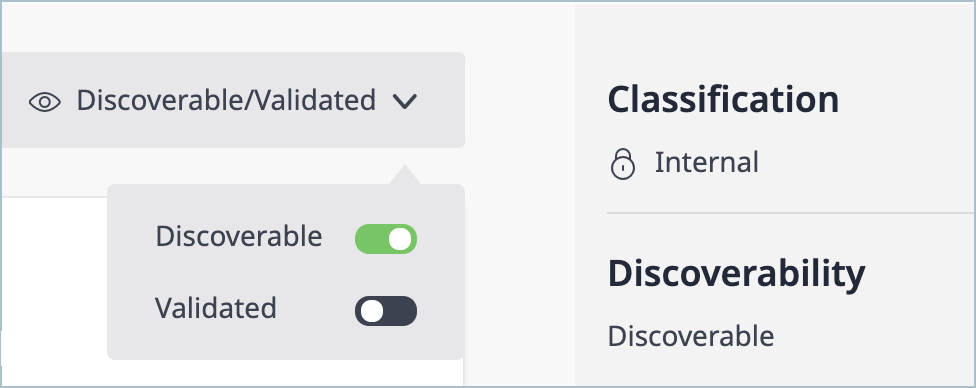 Discoverable/Validated
Discoverable
Validated
Classification
Internal
Discoverability
Discoverable